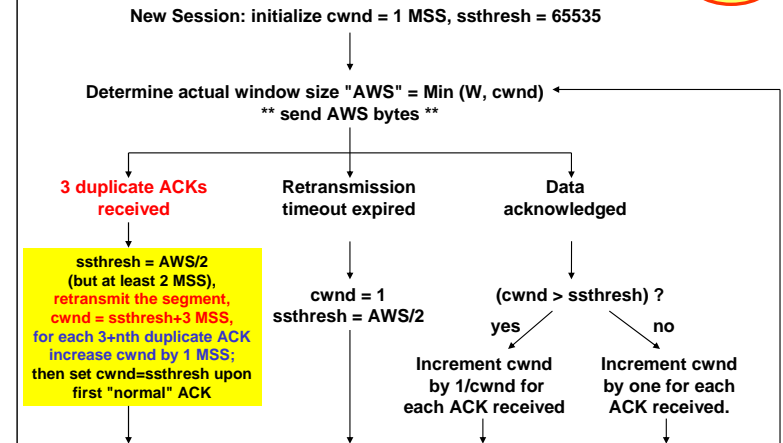 New Session: initialize cwnd = 1 MSS, ssthresh = 65535
Determine actual window size "AWS" = Min (W, cwnd)
** send AWS bytes **
3 duplicate ACKs
received
Retransmission
timeout expired
Data
acknowledged
ssthresh = AWS/2
(but at least 2 MSS),
retransmit the segment,
cwnd = ssthresh+3 MSS,
for each 3+nth duplicate ACK
increase cwnd by 1 MSS;
then set cwnd=ssthresh upon
first "normal" ACK
cwnd = 1
ssthresh = AWS/2
(cwnd > ssthresh) ?
yes
no
Increment cwnd
by 1/cwnd for
each ACK received
Increment cwnd
by one for each
ACK received.